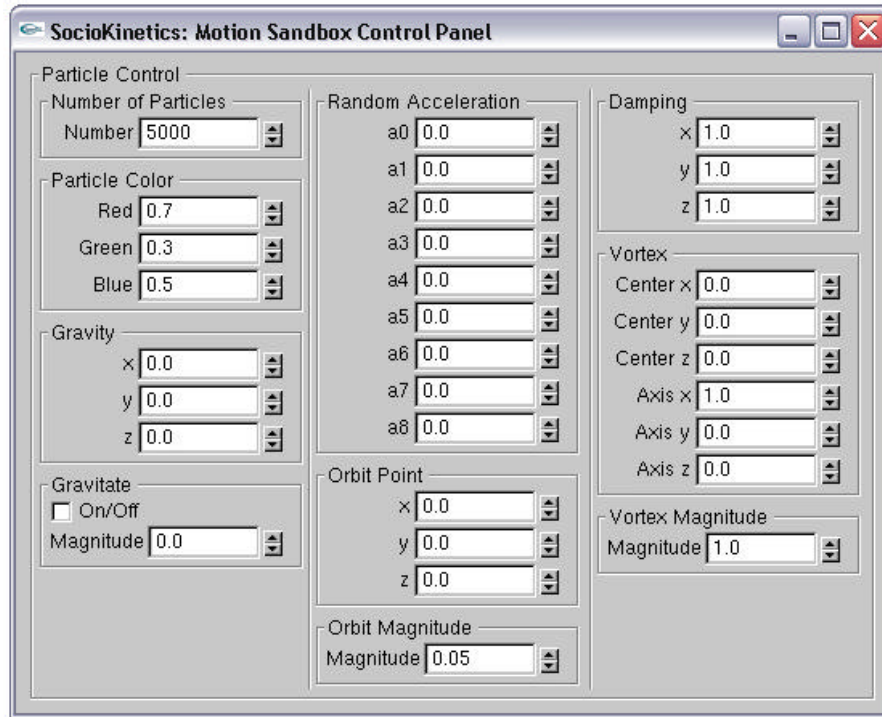 SocioKinetics: Motion Sandbox Control Panel
Particle Control
Number of Particles
Number 5000
Particle Color
Red 0.7
Green 0.3
Blue 0.5
Gravity
x 0.0
y 0.0
z 0.0
Gravitate
On/Off
Magnitude 0.0
Random Acceleration
a0 0.0
a1 0.0
a2 0.0
a3 0.0
a4 0.0
a5 0.0
a6 0.0
a7 0.0
a8 0.0
Orbit Point
x 0.0
y 0.0
z 0.0
Orbit Magnitude
Magnitude 0.05
Damping
x 1.0
y 1.0
z 1.0
Vortex
Center x 0.0
Center y 0.0
Center z 0.0
Axis x 1.0
Axis y 0.0
Axis z 0.0
Vortex Magnitude
Magnitude 1.0